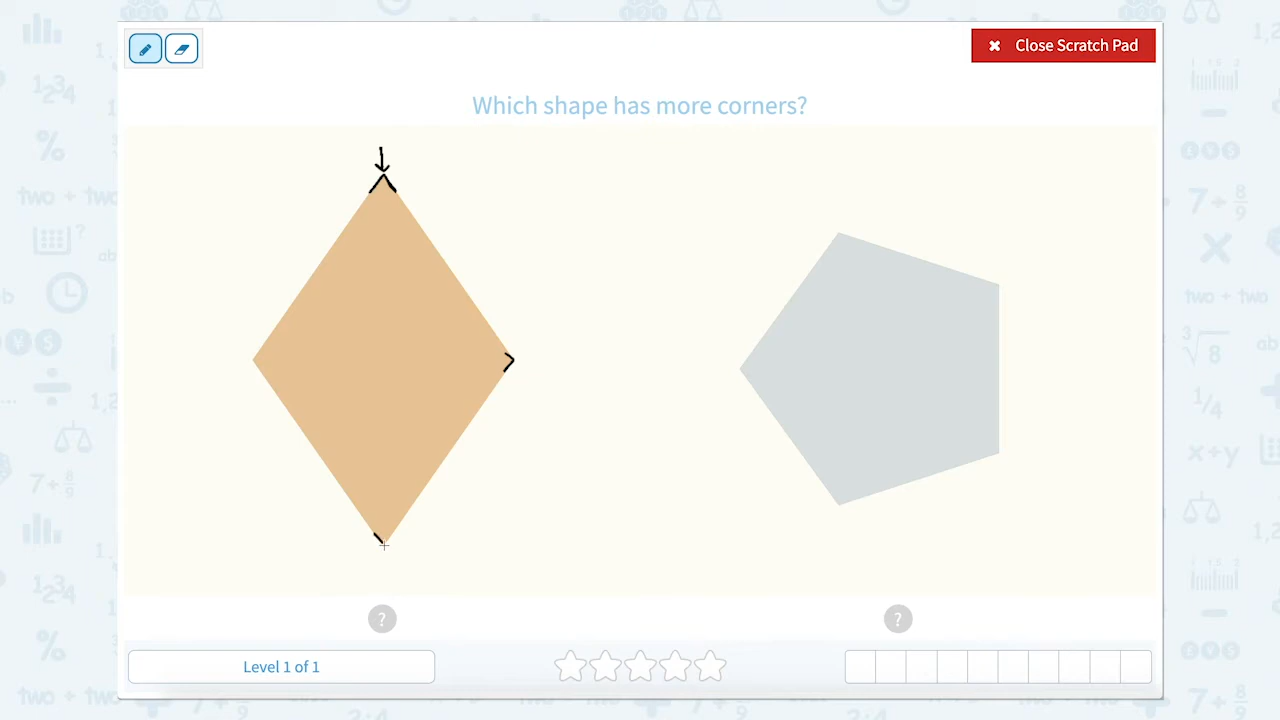 Close Scratch Pad
Which shape has more corners?
? ?
Level 1 of 1